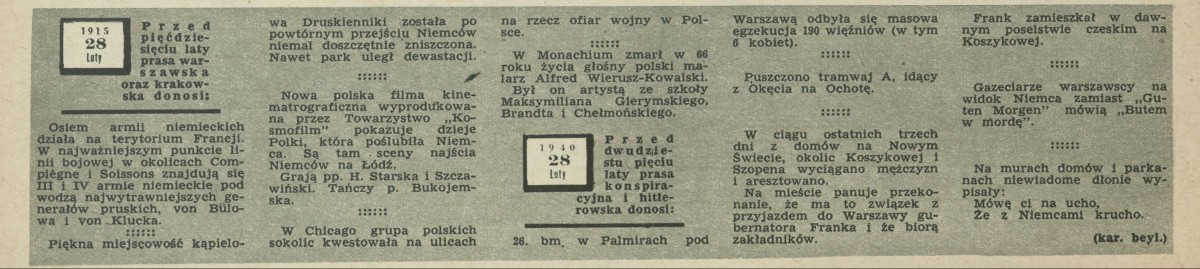 1915
28
Luty
Przed
pięćdzie-
sięciu laty
prasa war-
szawska
oraz krakow-
ska donosi:
Osiem armii niemieckich
działa na terytorium Francji.
W najważniejszym punkcie li-
nii bojowej w okolicach Com-
piègne i Soissons znajdują się
III i IV armie niemieckie pod
wodzą najwytrawniejszych ge-
nerałów pruskich, von Bülo-
wa i von Klucka.
::::::
Piękna miejscowość kąpielo-
wa Druskienniki została po
powtórnym przejściu Niemców
niemal doszczętnie zniszczona.
Nawet park uległ dewastacji.
::::::
Nowa polska filma kine-
matrograficzna wyprodukowa-
na przez Towarzystwo „Ko-
smofilm” pokazuje dzieje
Polki, która poślubiła Niem-
ca. Są tam sceny najścia
Niemców na Łódź.
Grają pp. H. Starska i Szcza-
wiński. Tańczy p. Bukojem-
ska.
::::::
W Chicago grupa polskich
sokolic kwestowała na ulicach
na rzecz ofiar wojny w Pol-
sce.
::::::
W Monachium zmarł w 66
roku życia głośny polski ma-
larz Alfred Wierusz-Kowalski.
Był on artystą ze szkoły
Maksymiliana Gierymskiego,
Brandta i Chełmońskiego.
1940
28
Luty
Przed
dwudzie-
stu pięciu
laty prasa
konspira-
cyjna i hitle-
rowska donosi:
26. bm. w Palmirach pod
Warszawą odbyła się masowa
egzekucja 190 więźniów (w tym
6 kobiet).
::::::
Puszczono tramwaj A, idący
z Okęcia na Ochotę.
::::::
W ciągu ostatnich trzech
dni z domów na Nowym
Świecie, okolic Koszykowej i
Szopena wyciągano mężczyzn
i aresztowano.
Na mieście panuje przeko-
nanie, że ma to związek z
przyjazdem do Warszawy gu-
bernatora Franka i że biorą
zakładników.
Frank zamieszkał w daw-
nym poselstwie czeskim na
Koszykowej.
::::::
Gazeciarze warszawscy na
widok Niemca zamiast „Gu-
ten Morgen” mówią „Butem
w mordę”.
::::::
Na murach domów i parka-
nach niewiadome dłonie wy-
pisały:
Mówę ci na ucho,
Że z Niemcami krucho.
(kar. beyl.)